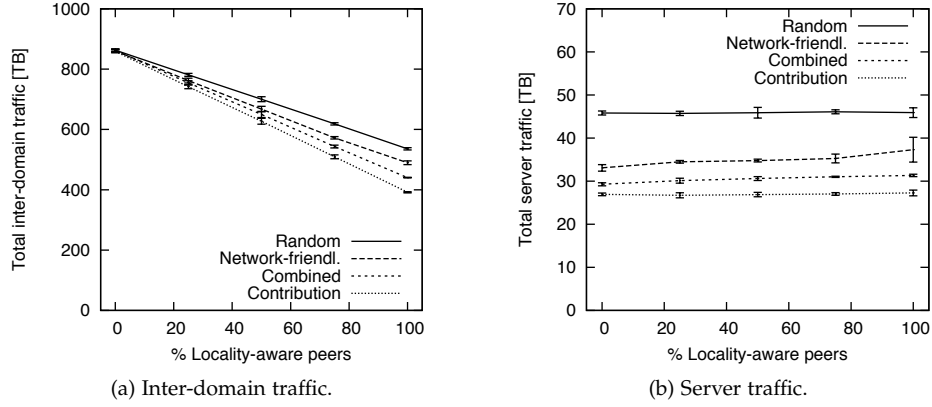 1000
800
600
400
200
0
Total inter-domain traffic [TB]
Random
Network-friendl.
Combined
Contribution
0 20 40 60 80 100
% Locality-aware peers
(a) Inter-domain traffic.
70
60
50
40
30
20
10
0
Total server traffic [TB]
Random
Network-friendl.
Combined
Contribution
0 20 40 60 80 100
% Locality-aware peers
(b) Server traffic.